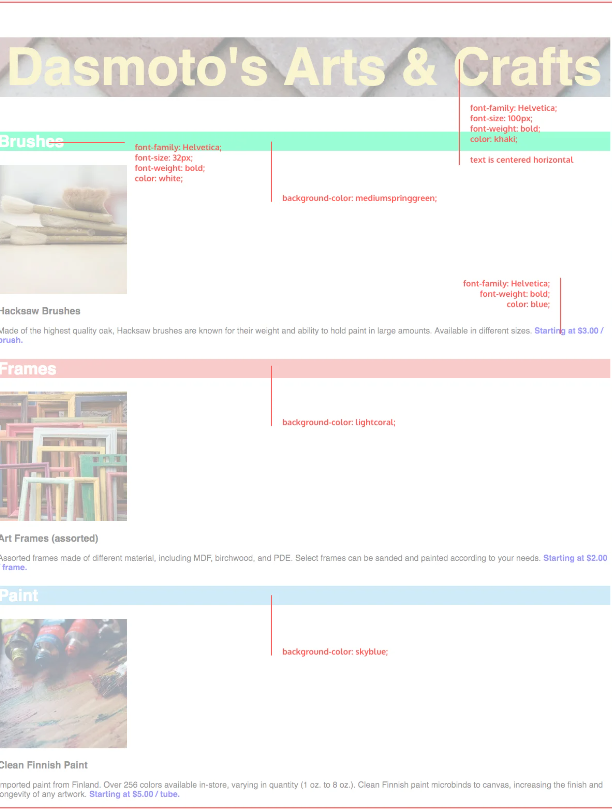 Dasmoto's Arts & Crafts
font-family: Helvetica;
font-size: 100px;
font-weight: bold;
color: khaki;
text is centered horizontal
Brushes
font-family: Helvetica;
font-size: 32px;
font-weight: bold;
color: white;
background-color: mediumspringgreen;
font-family: Helvetica;
font-weight: bold;
color: blue;
Hacksaw Brushes
Made of the highest quality oak, Hacksaw brushes are known for their weight and ability to hold paint in large amounts. Available in different sizes. Starting at $3.00 /
brush.
Frames
background-color: lightcoral;
Art Frames (assorted)
Assorted frames made of different material, including MDF, birchwood, and PDE. Select frames can be sanded and painted according to your needs. Starting at $2.00
/ frame.
Paint
background-color: skyblue;
Clean Finnish Paint
mported paint from Finland. Over 256 colors available in-store, varying in quantity (1 oz. to 8 oz.). Clean Finnish paint microbinds to canvas, increasing the finish and
ongevity of any artwork. Starting at $5.00 / tube.